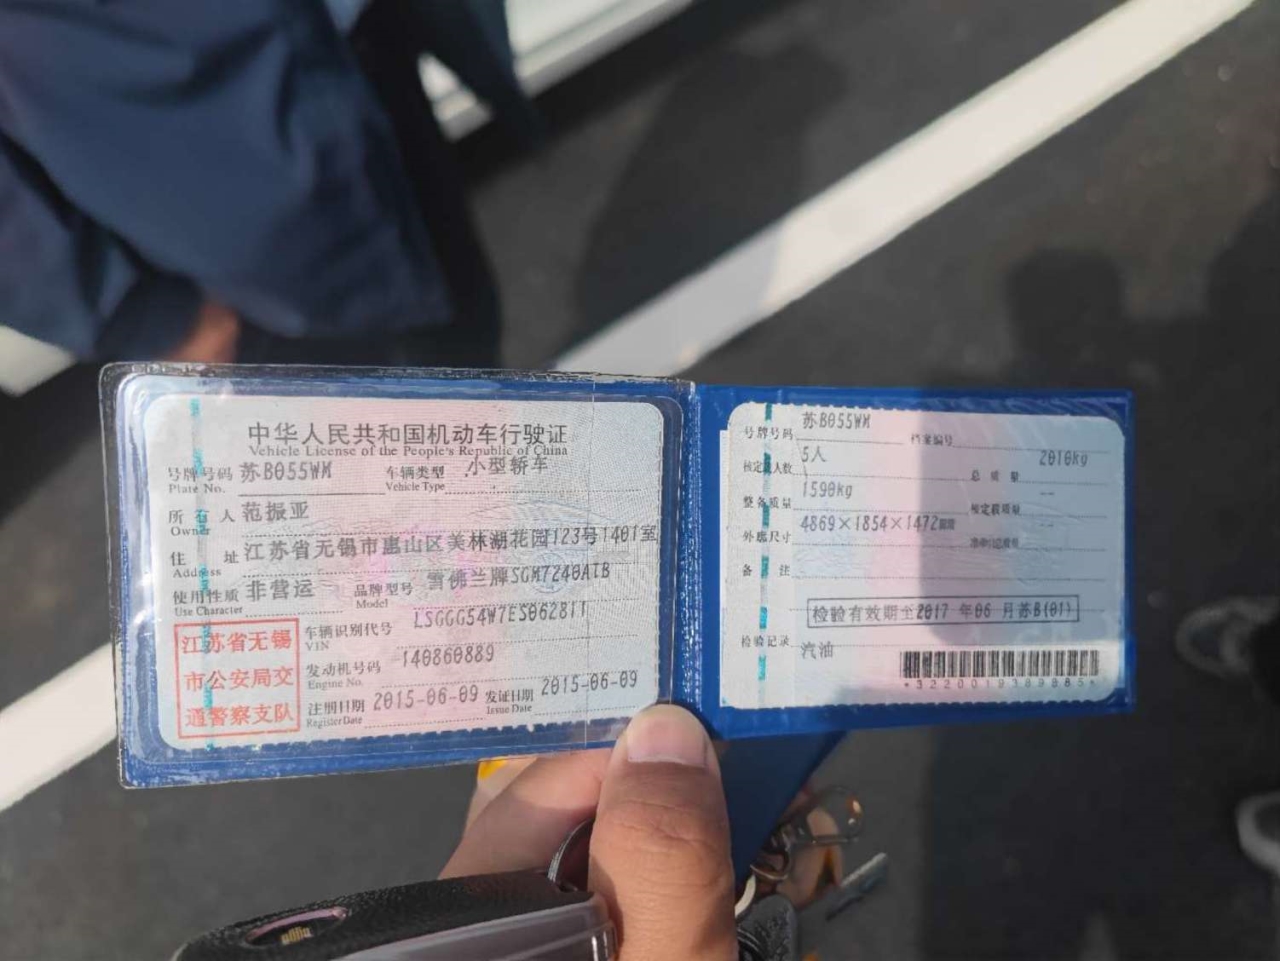 中华人民共和国机动车行驶证
Vehicle License of the People's Republic of China
号牌号码 苏B055WM 车辆类型 小型轿车
Plate No. Vehicle Type
所有人 范振亚
Owner
住址 江苏省无锡市惠山区美林湖花园123号1401室
Address
使用性质 非营运 品牌型号 雪佛兰牌SGM7240ATB
Use Character Model
江苏省无锡
市公安局交
通警察支队
车辆识别代号 LSGGG54W7ES062811
VIN
发动机号码 140860889
Engine No.
注册日期 2015-06-09 发证日期 2015-06-09
Register Date Issue Date
号牌号码 苏B055WM 档案编号
核定载人数 5人 总质量 2010kg
整备质量 1590kg 核定载质量 --
外廓尺寸 4869×1854×1472 --
备注
检验有效期至2017年06月苏B(01)
检验记录
汽油